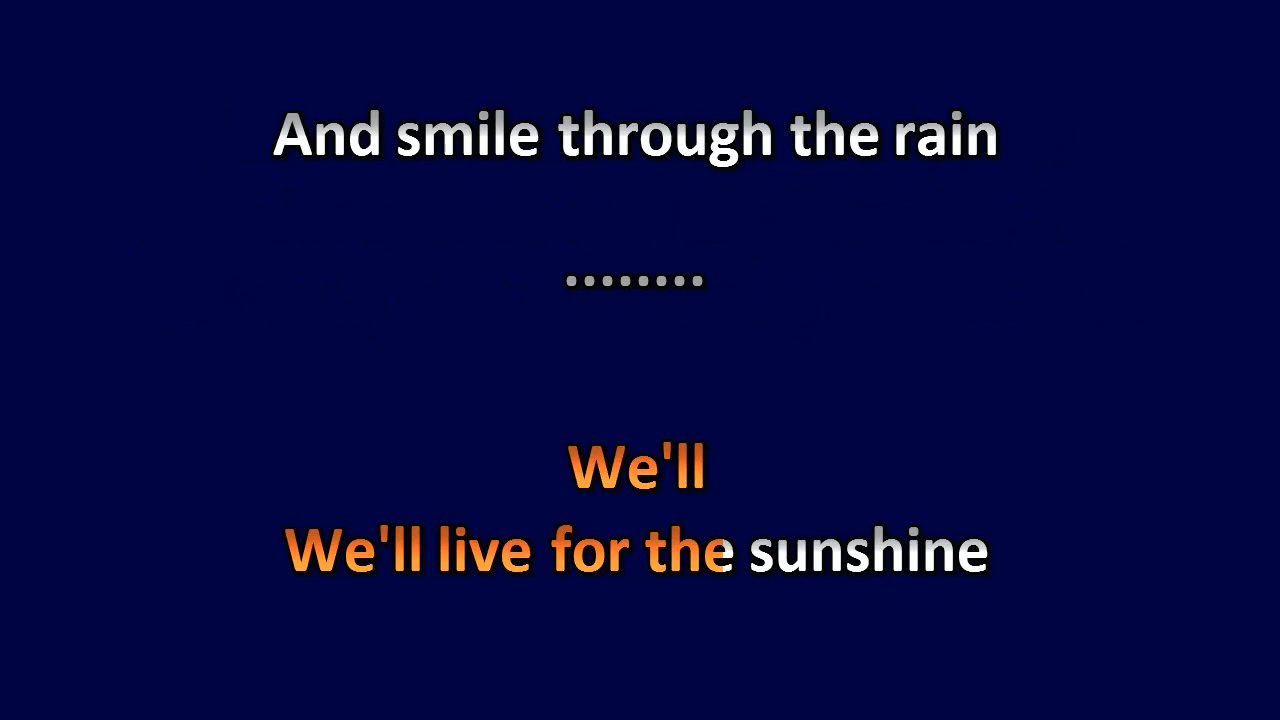 And smile through the rain
........
We'll
We'll live for the sunshine